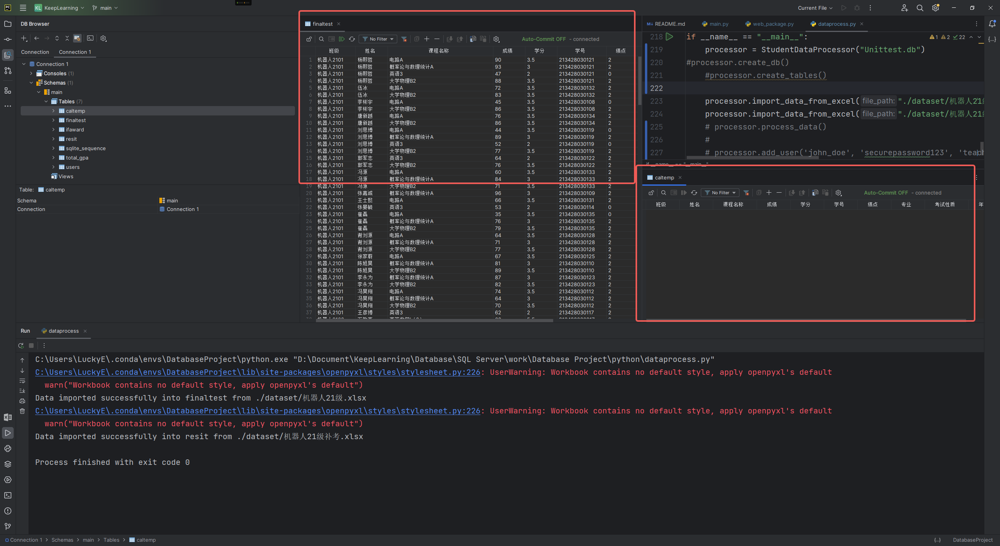 PC KL KeepLearning main Current File
DB Browser
Connection Connection 1
Connection 1
Consoles (1)
Schemas (1)
main
Tables (7)
caltemp
finaltest
ifaward
resit
sqlite_sequence
total_gpa
users
Views
Table: caltemp
Schema main
Connection Connection 1
finaltest
No Filter Auto-Commit OFF - connected
班级 姓名 课程名称 成绩 学分 学号 绩点
1 机器人2101 杨熙哲 电路A 90 3.5 213428030121 2
2 机器人2101 杨熙哲 概率论与数理统计A 93 3 213428030121 2
3 机器人2101 杨熙哲 英语3 47 2 213428030121 0
4 机器人2101 杨熙哲 大学物理B2 88 3.5 213428030121 2
5 机器人2101 伍冰 电路A 72 3.5 213428030132 2
6 机器人2101 伍冰 大学物理B2 83 3.5 213428030132 2
7 机器人2101 李彬宇 电路A 45 3.5 213428030108 0
8 机器人2101 李彬宇 大学物理B2 86 3.5 213428030108 2
9 机器人2101 唐新越 电路A 76 3.5 213428030134 2
10 机器人2101 唐新越 大学物理B2 86 3.5 213428030134 2
11 机器人2101 刘思博 电路A 44 3.5 213428030119 0
12 机器人2101 刘思博 概率论与数理统计A 89 3 213428030119 2
13 机器人2101 刘思博 英语3 52 2 213428030119 0
14 机器人2101 刘思博 大学物理B2 77 3.5 213428030119 2
15 机器人2101 郭军志 英语3 64 2 213428030122 2
16 机器人2101 郭军志 大学物理B2 76 3.5 213428030122 2
17 机器人2101 冯源 电路A 60 3.5 213428030133 2
18 机器人2101 冯源 概率论与数理统计A 84 3 213428030133 2
19 机器人2101 冯源 大学物理B2 71 3.5 213428030133 2
20 机器人2101 张嘉诚 概率论与数理统计A 96 3 213428030109 2
21 机器人2101 王士懿 电路A 66 3.5 213428030131 2
22 机器人2101 张晏毓 英语3 53 2 213428030114 0
23 机器人2101 崔磊 电路A 35 3.5 213428030135 0
24 机器人2101 崔磊 概率论与数理统计A 76 3 213428030135 2
25 机器人2101 崔磊 大学物理B2 79 3.5 213428030135 2
26 机器人2101 谢刘源 电路A 64 3.5 213428030128 2
27 机器人2101 谢刘源 概率论与数理统计A 71 3 213428030128 2
28 机器人2101 谢刘源 大学物理B2 77 3.5 213428030128 2
29 机器人2101 徐家蔚 电路A 67 3.5 213428030125 2
30 机器人2101 陈旭昊 概率论与数理统计A 81 3 213428030110 2
31 机器人2101 陈旭昊 大学物理B2 89 3.5 213428030110 2
32 机器人2101 李永为 概率论与数理统计A 87 3 213428030123 2
33 机器人2101 李永为 大学物理B2 82 3.5 213428030123 2
34 机器人2101 冯昊翔 电路A 74 3.5 213428030112 2
35 机器人2101 冯昊翔 概率论与数理统计A 64 3 213428030112 2
36 机器人2101 冯昊翔 大学物理B2 70 3.5 213428030112 2
37 机器人2101 王彦博 英语3 62 2 213428030117 2
README.md main.py web_package.py dataprocess.py
218 if __name__ == "__main__": 1 2 22
219 processor = StudentDataProcessor("Unittest.db")
220 #processor.create_db()
221 #processor.create_tables()
222
223 processor.import_data_from_excel( file_path: "./dataset/机器人21级
224 processor.import_data_from_excel( file_path: "./dataset/机器人21级
225 # processor.process_data()
226 #
227 # processor.add_user('john_doe', 'securepassword123', 'teach
if __name__ == "__main__"
caltemp
No Filter Auto-Commit OFF - connected
班级 姓名 课程名称 成绩 学分 学号 绩点 专业 考试性质 年
Run dataprocess
C:\Users\LuckyE\.conda\envs\DatabaseProject\python.exe "D:\Document\KeepLearning\Database\SQL Server\work\Database Project\python\dataprocess.py"
C:\Users\LuckyE\.conda\envs\DatabaseProject\lib\site-packages\openpyxl\styles\stylesheet.py:226: UserWarning: Workbook contains no default style, apply openpyxl's default
warn("Workbook contains no default style, apply openpyxl's default")
Data imported successfully into finaltest from ./dataset/机器人21级.xlsx
C:\Users\LuckyE\.conda\envs\DatabaseProject\lib\site-packages\openpyxl\styles\stylesheet.py:226: UserWarning: Workbook contains no default style, apply openpyxl's default
warn("Workbook contains no default style, apply openpyxl's default")
Data imported successfully into resit from ./dataset/机器人21级补考.xlsx
Process finished with exit code 0
Connection 1 > Schemas > main > Tables > caltemp {..} DatabaseProject